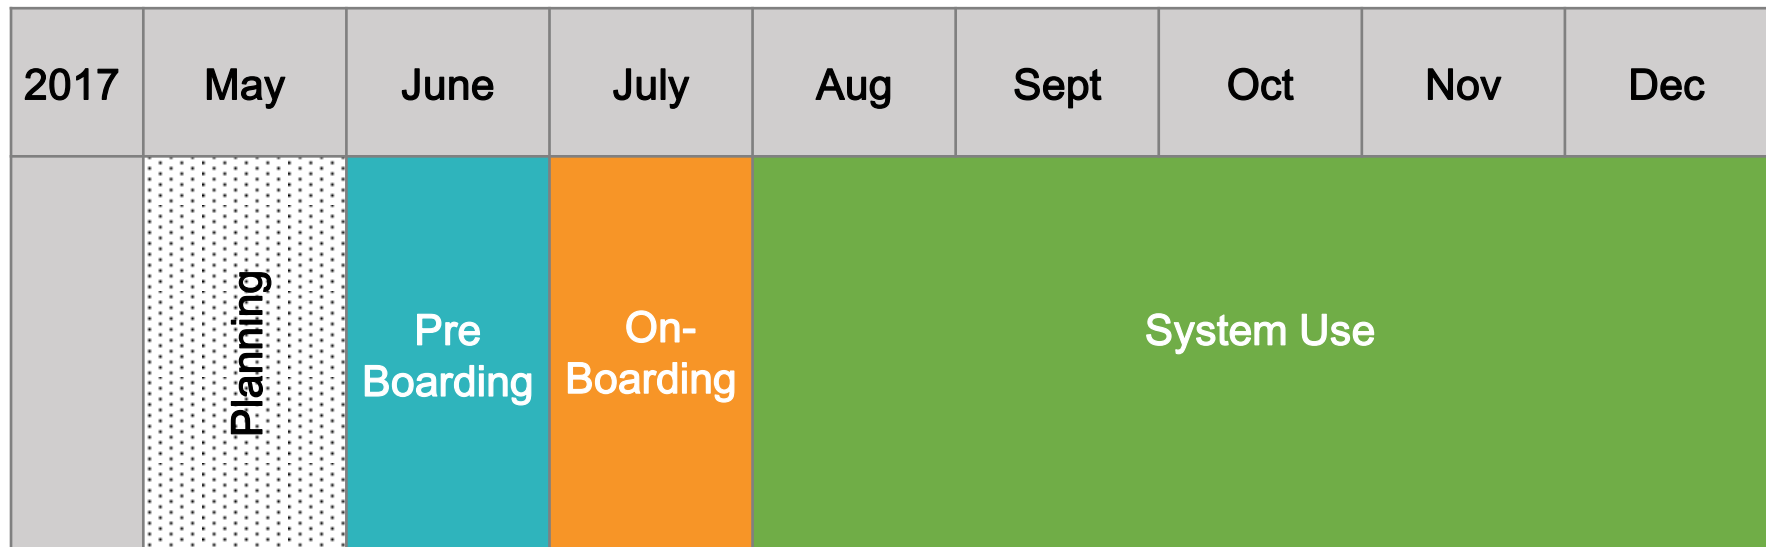 2017 May June July Aug Sept Oct Nov Dec
Planning
Pre
Boarding
On-
Boarding
System Use